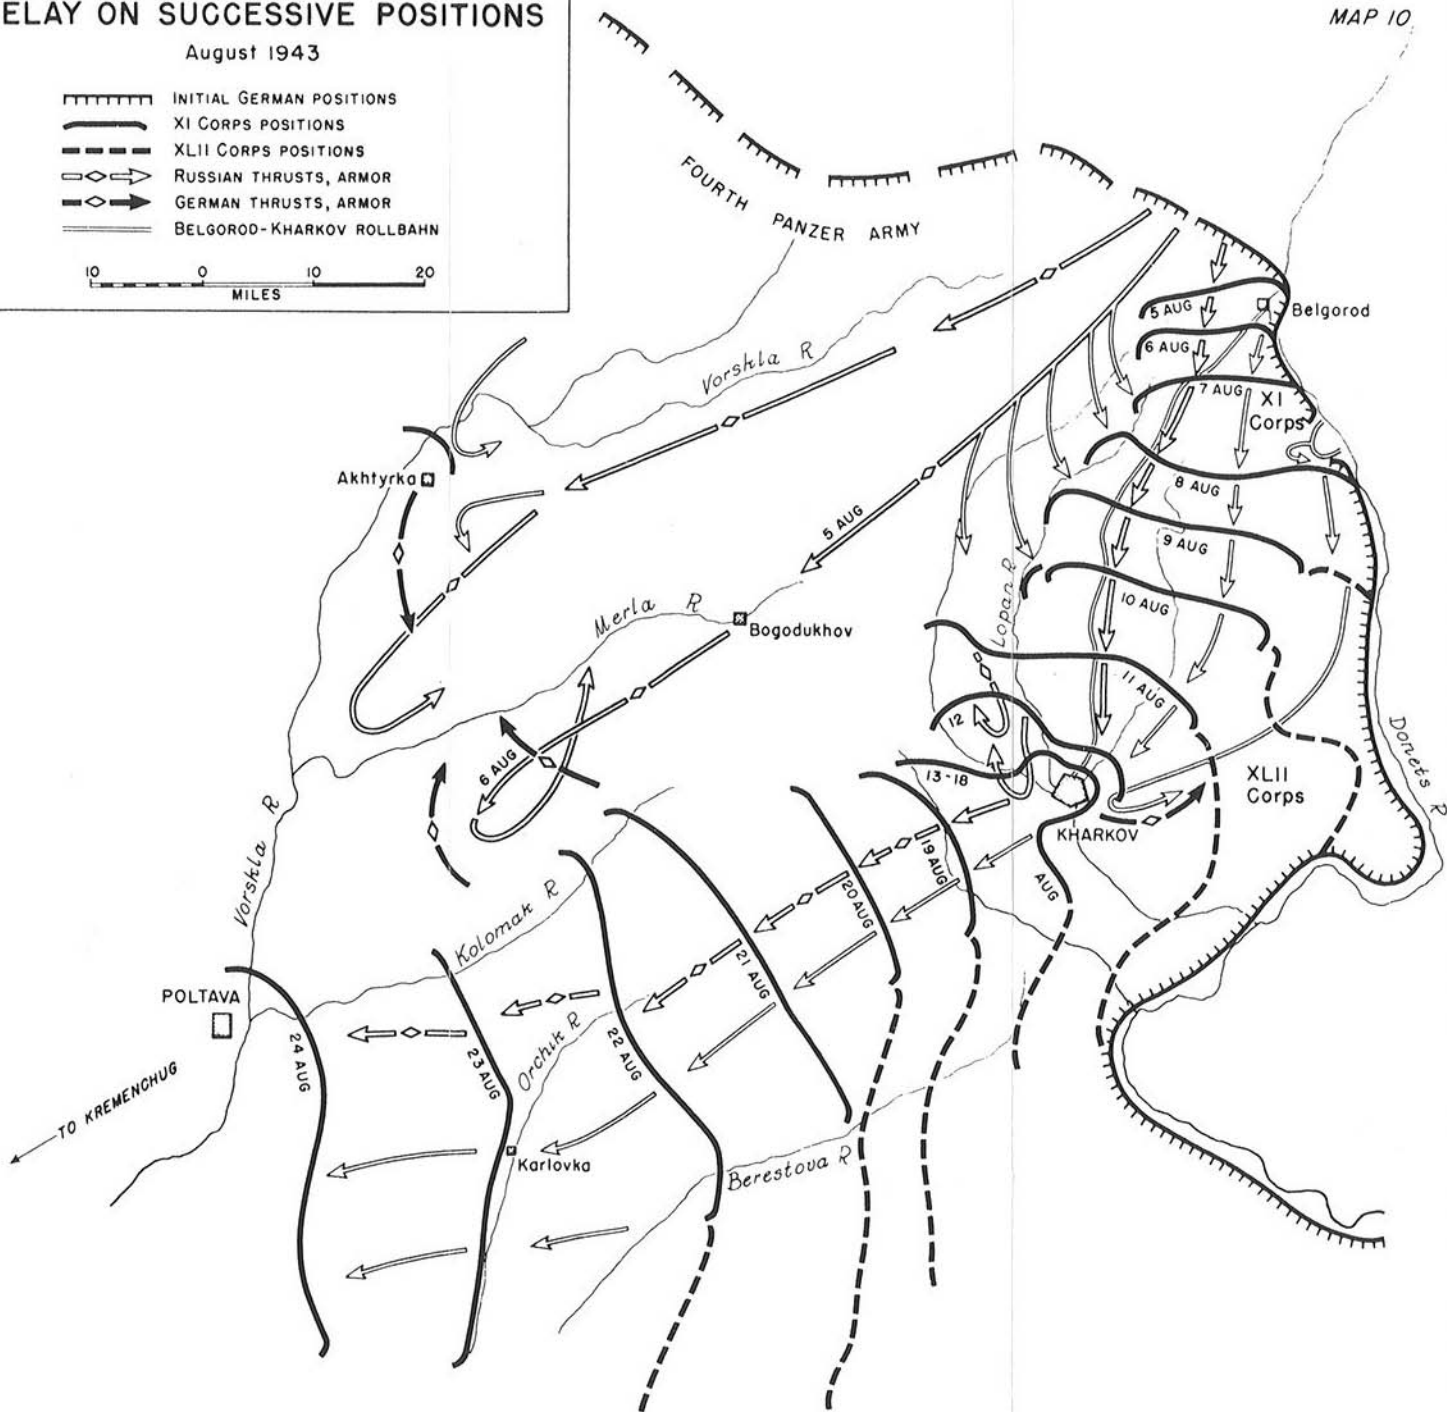 ELAY ON SUCCESSIVE POSITIONS
August 1943
INITIAL GERMAN POSITIONS
XI CORPS POSITIONS
XLII CORPS POSITIONS
RUSSIAN THRUSTS, ARMOR
GERMAN THRUSTS, ARMOR
BELGOROD-KHARKOV ROLLBAHN
10 0 10 20
MILES
MAP 10
FOURTH PANZER ARMY
Belgorod
5 AUG
6 AUG
7 AUG
XI
Corps
Vorskla R
Akhtyrka
8 AUG
5 AUG
9 AUG
10 AUG
Lopan R
Merla R
Bogodukhov
11 AUG
12
13-18
6 AUG
XLII
Corps
Donets R
KHARKOV
AUG
19 AUG
20 AUG
21 AUG
22 AUG
23 AUG
24 AUG
Vorskla R
Kolomak R
POLTAVA
Orchik R
TO KREMENCHUG
Karlovka
Berestova R